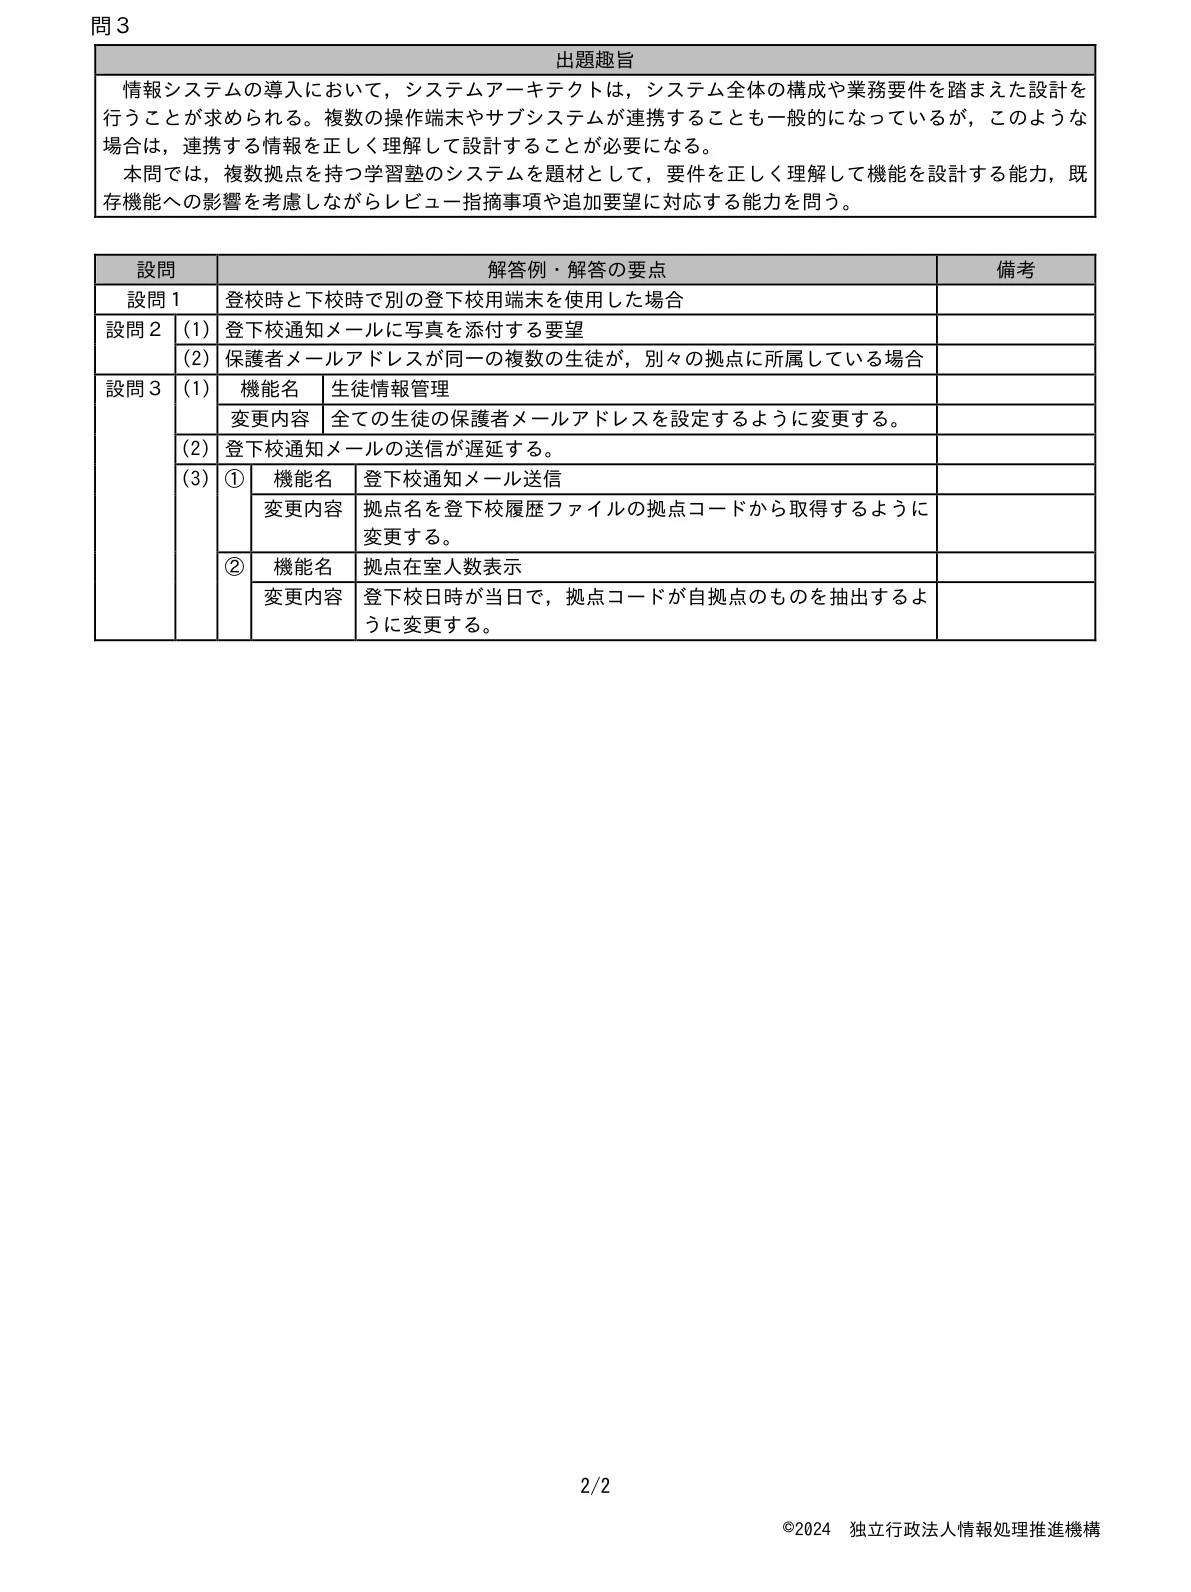 問３
出題趣旨
　情報システムの導入において，システムアーキテクトは，システム全体の構成や業務要件を踏まえた設計を
行うことが求められる。複数の操作端末やサブシステムが連携することも一般的になっているが，このような
場合は，連携する情報を正しく理解して設計することが必要になる。
　本問では，複数拠点を持つ学習塾のシステムを題材として，要件を正しく理解して機能を設計する能力，既
存機能への影響を考慮しながらレビュー指摘事項や追加要望に対応する能力を問う。
設問 解答例・解答の要点 備考
設問１ 登校時と下校時で別の登下校用端末を使用した場合
設問２ (1) 登下校通知メールに写真を添付する要望
(2) 保護者メールアドレスが同一の複数の生徒が，別々の拠点に所属している場合
設問３ (1) 機能名 生徒情報管理
変更内容 全ての生徒の保護者メールアドレスを設定するように変更する。
(2) 登下校通知メールの送信が遅延する。
(3) ① 機能名 登下校通知メール送信
変更内容 拠点名を登下校履歴ファイルの拠点コードから取得するように
変更する。
② 機能名 拠点在室人数表示
変更内容 登下校日時が当日で，拠点コードが自拠点のものを抽出するよ
うに変更する。
2/2
©2024　独立行政法人情報処理推進機構